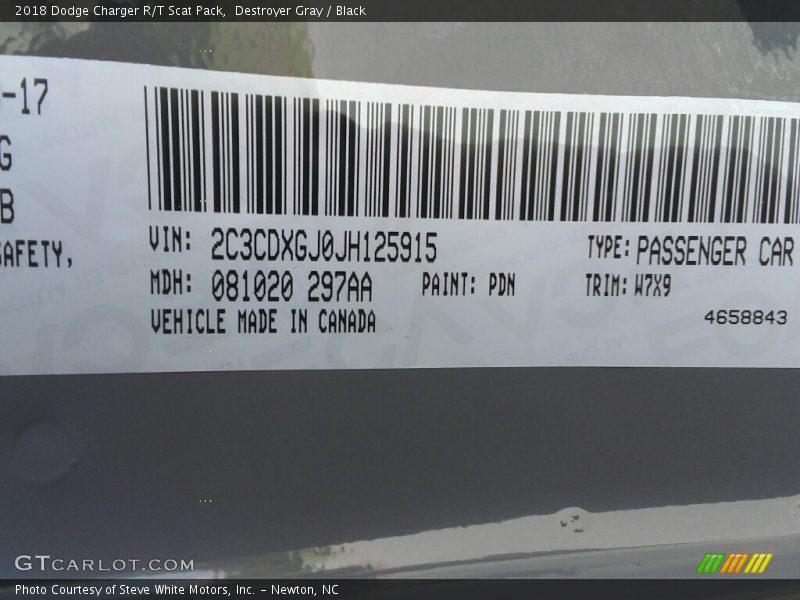 2018 Dodge Charger R/T Scat Pack, Destroyer Gray / Black
-17
G
B
SAFETY,
VIN: 2C3CDXGJ0JH125915 TYPE: PASSENGER CAR
MDH: 081020 297AA PAINT: PDN TRIM: W7X9
VEHICLE MADE IN CANADA 4658843
GTCARLOT.COM
Photo Courtesy of Steve White Motors, Inc. – Newton, NC